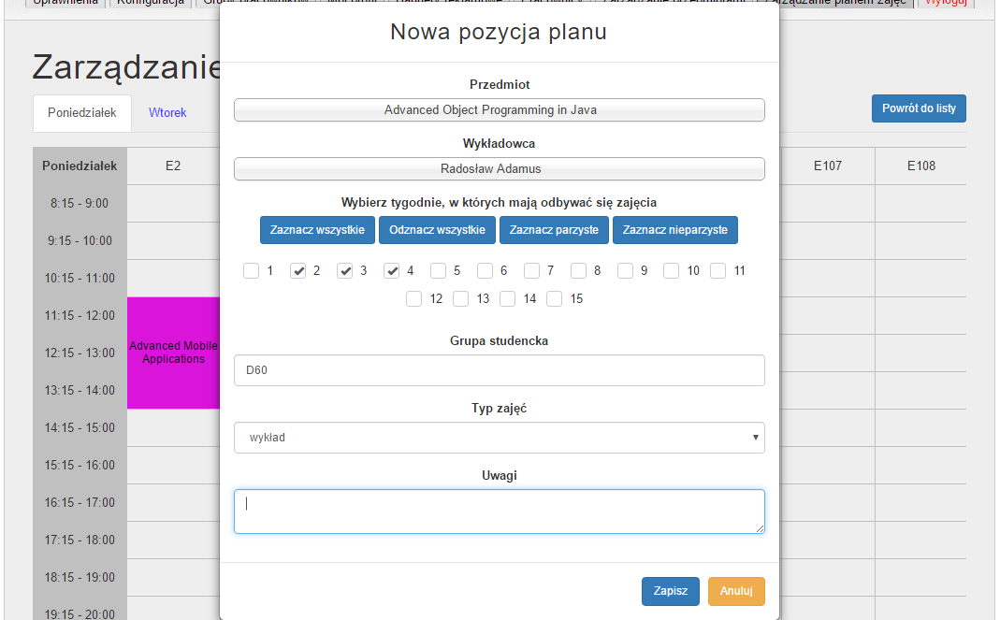 Uprawnienia Konfiguracja Zarządzanie planem zajęć Wyloguj
Nowa pozycja planu
Zarządzanie
Poniedziałek Wtorek
Powrót do listy
Przedmiot
Advanced Object Programming in Java
Wykładowca
Radosław Adamus
Wybierz tygodnie, w których mają odbywać się zajęcia
Zaznacz wszystkie Odznacz wszystkie Zaznacz parzyste Zaznacz nieparzyste
1 2 3 4 5 6 7 8 9 10 11
12 13 14 15
Grupa studencka
D60
Typ zajęć
wykład
Uwagi
Zapisz Anuluj
Poniedziałek E2 E107 E108
8:15 - 9:00
9:15 - 10:00
10:15 - 11:00
11:15 - 12:00
12:15 - 13:00
13:15 - 14:00
14:15 - 15:00
15:15 - 16:00
16:15 - 17:00
17:15 - 18:00
18:15 - 19:00
19:15 - 20:00
Advanced Mobile
Applications